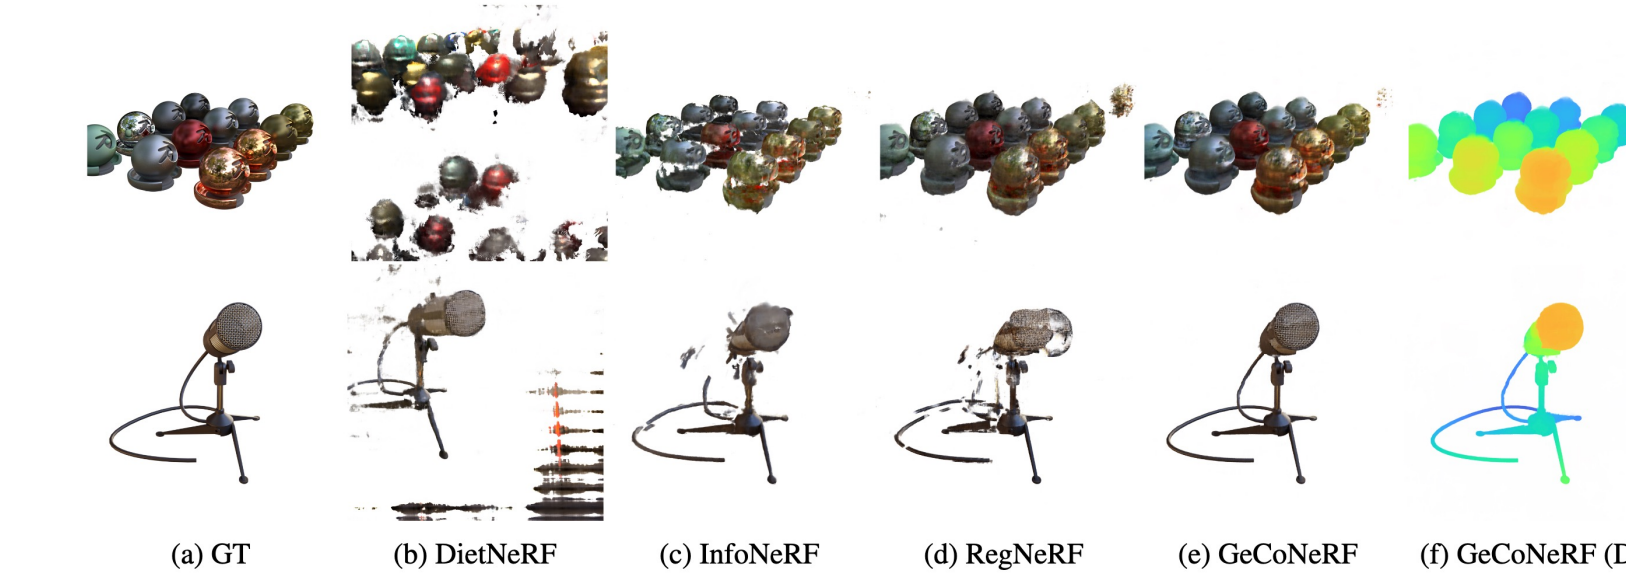 (a) GT (b) DietNeRF (c) InfoNeRF (d) RegNeRF (e) GeCoNeRF (f) GeCoNeRF (D